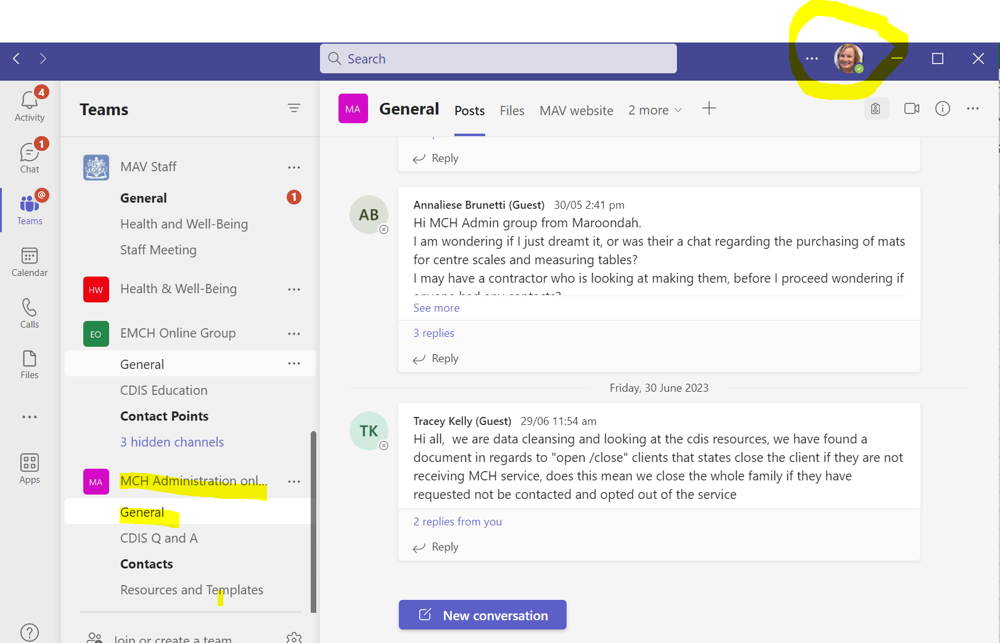 Search
4
Activity
1
Chat
@
Teams
Calendar
Calls
Files
Apps
Teams
MAV Staff
General
1
Health and Well-Being
Staff Meeting
HW
Health & Well-Being
EO
EMCH Online Group
General
CDIS Education
Contact Points
3 hidden channels
MA
MCH Administration onl...
General
CDIS Q and A
Contacts
Resources and Templates
Join or create a team
MA
General
Posts
Files
MAV website
2 more
Reply
AB
Annaliese Brunetti (Guest) 30/05 2:41 pm
Hi MCH Admin group from Maroondah.
I am wondering if I just dreamt it, or was their a chat regarding the purchasing of mats
for centre scales and measuring tables?
I may have a contractor who is looking at making them, before I proceed wondering if
anyone had any contacts?
See more
3 replies
Reply
Friday, 30 June 2023
TK
Tracey Kelly (Guest) 29/06 11:54 am
Hi all, we are data cleansing and looking at the cdis resources, we have found a
document in regards to "open /close" clients that states close the client if they are not
receiving MCH service, does this mean we close the whole family if they have
requested not be contacted and opted out of the service
2 replies from you
Reply
New conversation